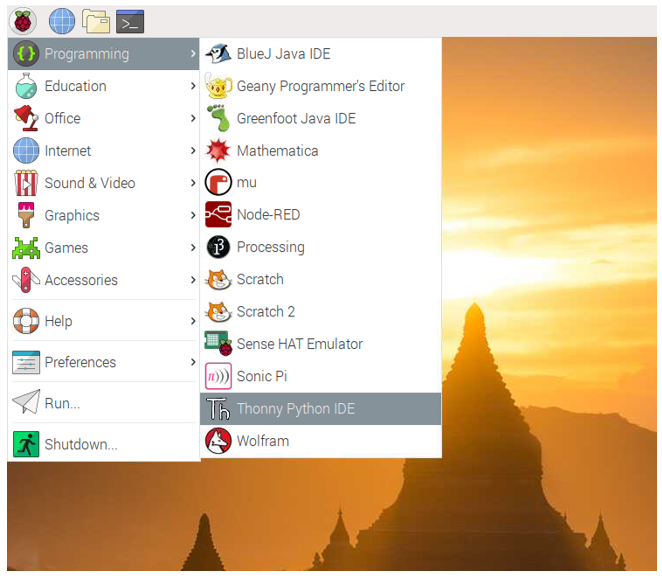 Programming
Education
Office
Internet
Sound & Video
Graphics
Games
Accessories
Help
Preferences
Run...
Shutdown...
BlueJ Java IDE
Geany Programmer's Editor
Greenfoot Java IDE
Mathematica
mu
Node-RED
Processing
Scratch
Scratch 2
Sense HAT Emulator
Sonic Pi
Th Thonny Python IDE
Wolfram